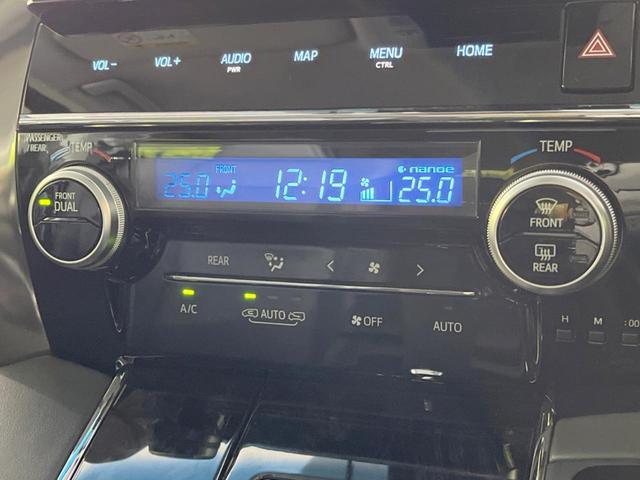 VOL− VOL+ AUDIO MAP MENU HOME
PWR CTRL
PASSENGER
/REAR TEMP TEMP
FRONT nanoe
25.0 12:19 25.0
FRONT
DUAL
FRONT
REAR
REAR < >
A/C AUTO OFF AUTO
H M :00